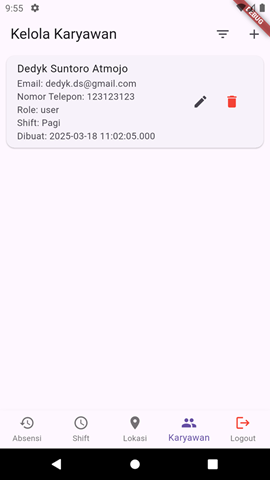 9:55
DEBUG
Kelola Karyawan
Dedyk Suntoro Atmojo
Email: dedyk.ds@gmail.com
Nomor Telepon: 123123123
Role: user
Shift: Pagi
Dibuat: 2025-03-18 11:02:05.000
Absensi
Shift
Lokasi
Karyawan
Logout